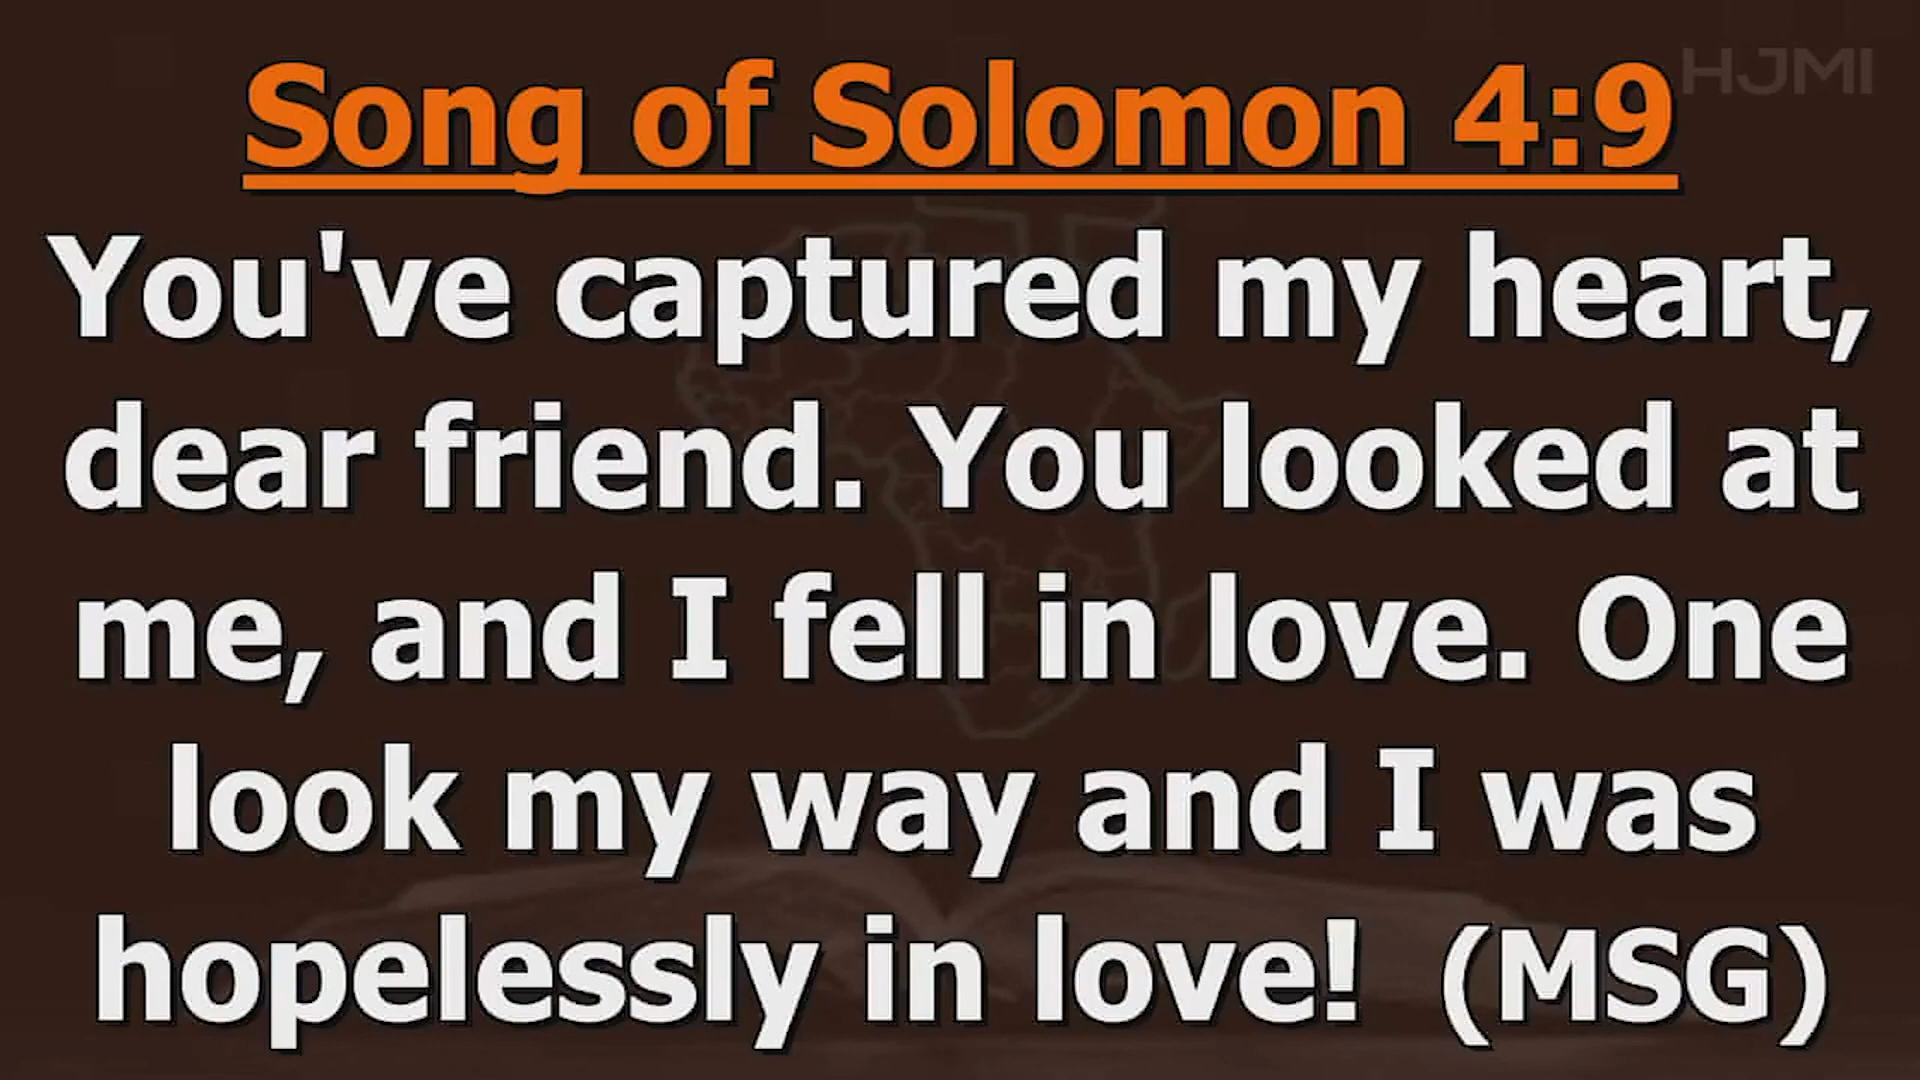 HJMI
Song of Solomon 4:9
You've captured my heart,
dear friend. You looked at
me, and I fell in love. One
look my way and I was
hopelessly in love! (MSG)